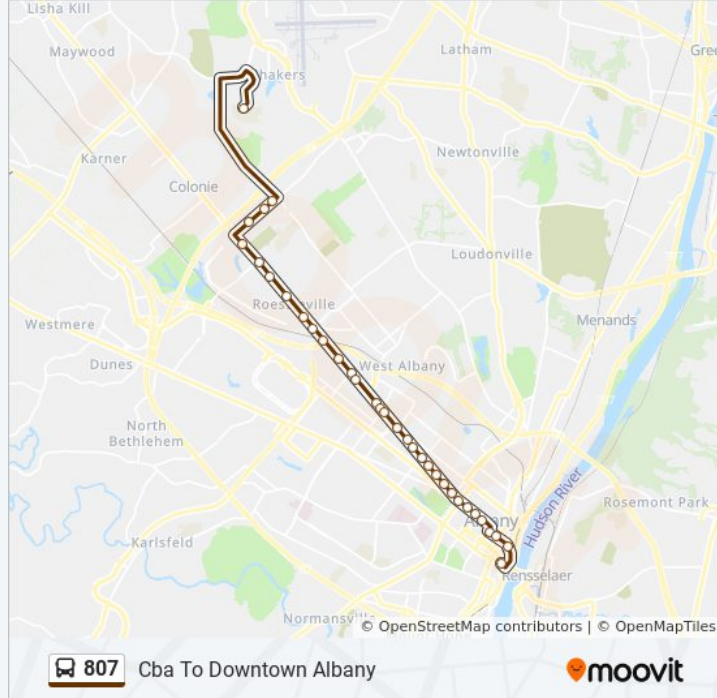 Lisha Kill
Maywood
Shakers
Latham
Karner
Newtonville
Colonie
Loudonville
Roessleville
Menands
Westmere
Dunes
West Albany
North
Bethlehem
Hudson River
Rosemont Park
Albany
Karlsfeld
Rensselaer
Normansville
© OpenStreetMap contributors | © OpenMapTiles
807 Cba To Downtown Albany
moovit